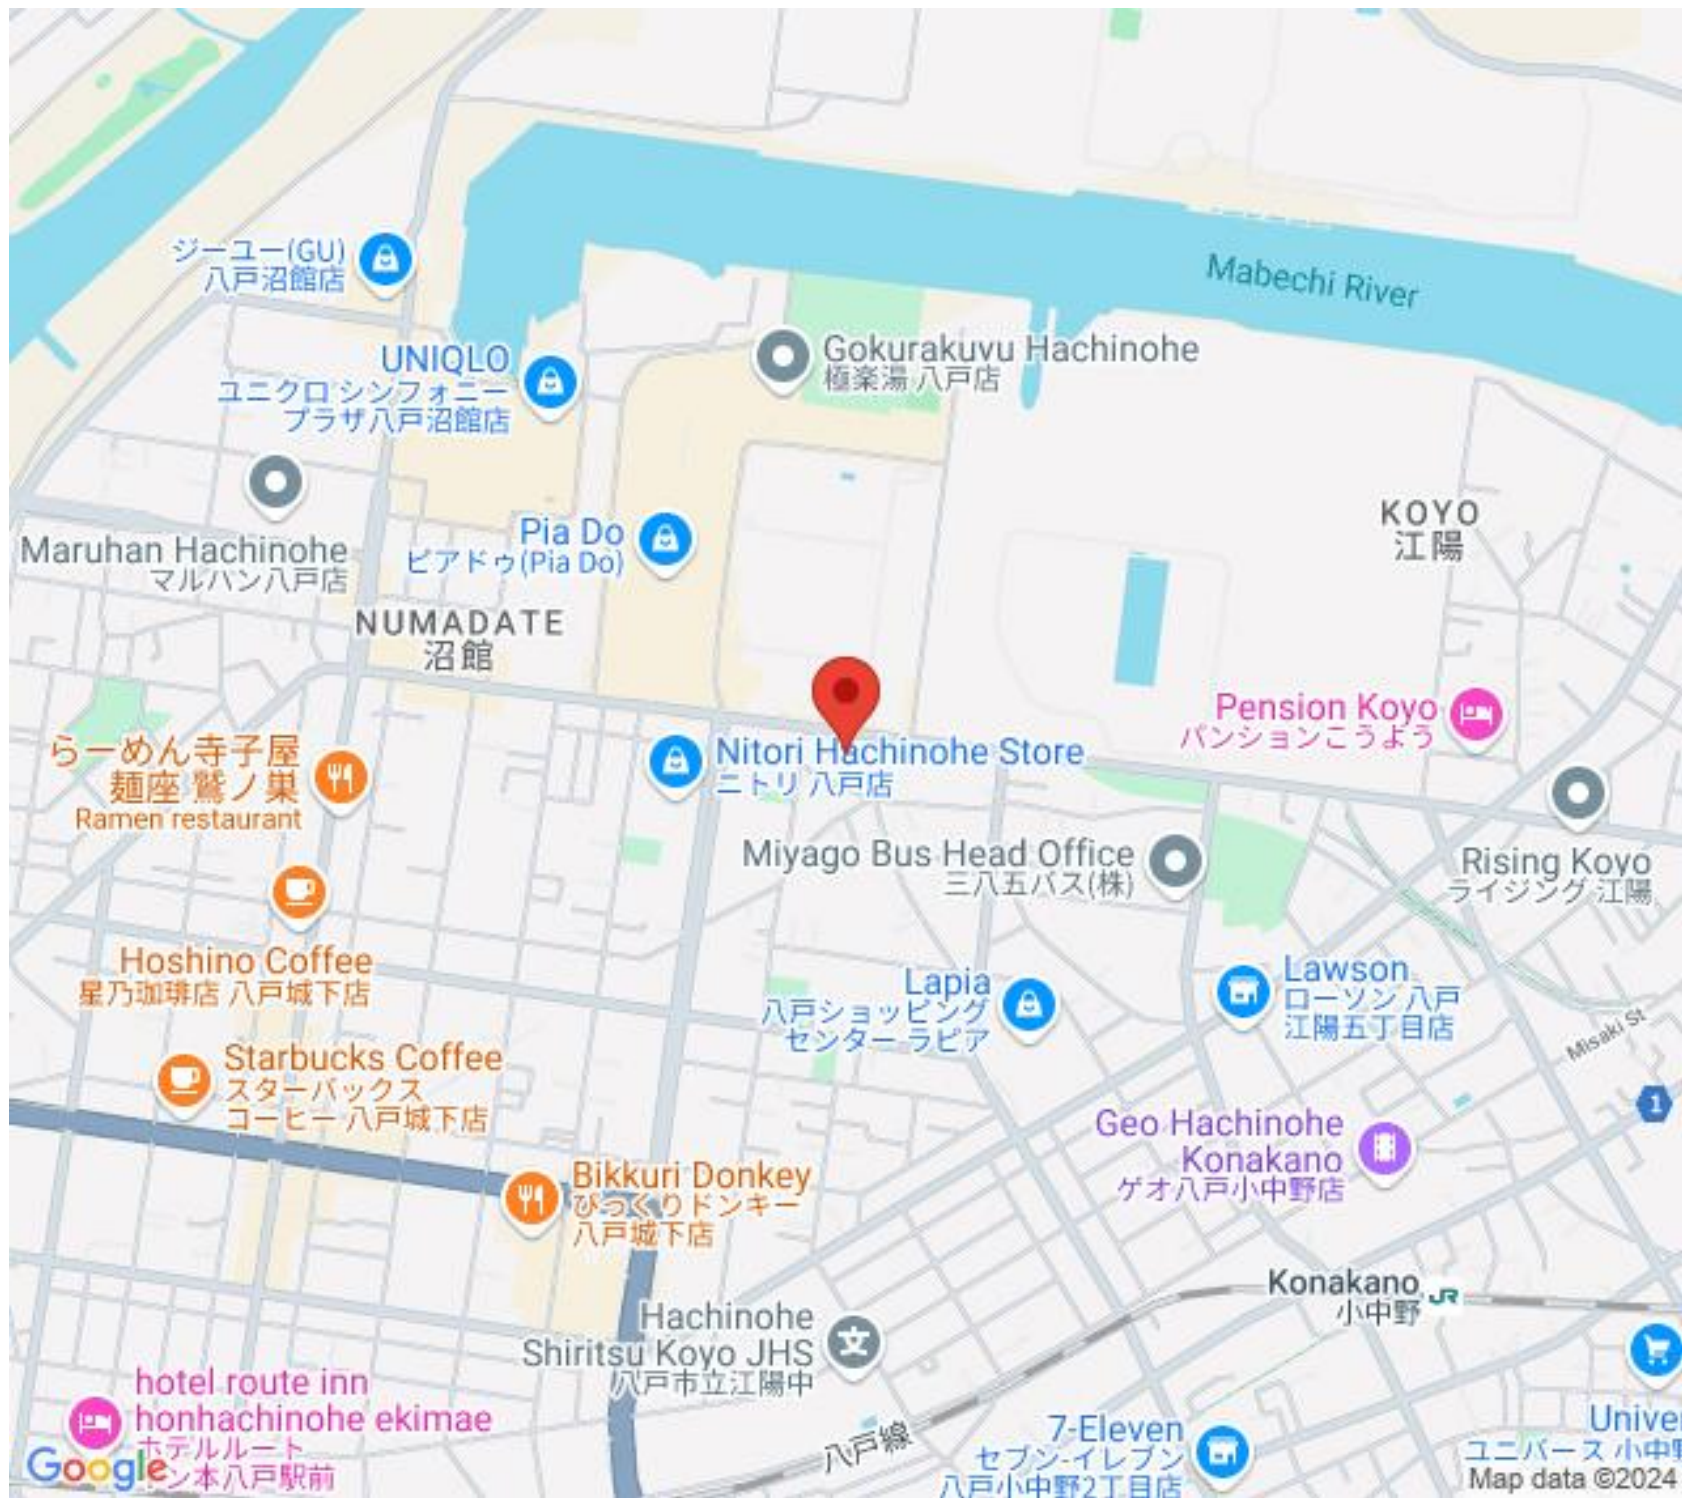 Mabechi River
ジーユー(GU)
八戸沼館店
UNIQLO
ユニクロ シンフォニー
プラザ八戸沼館店
Gokurakuyu Hachinohe
極楽湯 八戸店
Maruhan Hachinohe
マルハン八戸店
Pia Do
ピアドゥ(Pia Do)
KOYO
江陽
NUMADATE
沼館
Pension Koyo
パンションこうよう
らーめん寺子屋
麺座 鷲ノ巣
Ramen restaurant
Nitori Hachinohe Store
ニトリ 八戸店
Miyago Bus Head Office
三八五バス(株)
Rising Koyo
ライジング 江陽
Hoshino Coffee
星乃珈琲店 八戸城下店
Lapia
八戸ショッピング
センター ラピア
Lawson
ローソン 八戸
江陽五丁目店
Misaki St
Starbucks Coffee
スターバックス
コーヒー 八戸城下店
1
Geo Hachinohe
Konakano
ゲオ八戸小中野店
Bikkuri Donkey
びっくりドンキー
八戸城下店
Konakano
小中野
JR
Hachinohe
Shiritsu Koyo JHS
八戸市立江陽中
文
hotel route inn
honhachinohe ekimae
ホテルルート
ン本八戸駅前
Google
八戸線
7-Eleven
セブン-イレブン
八戸小中野2丁目店
Univer
ユニバース 小中野
Map data ©2024